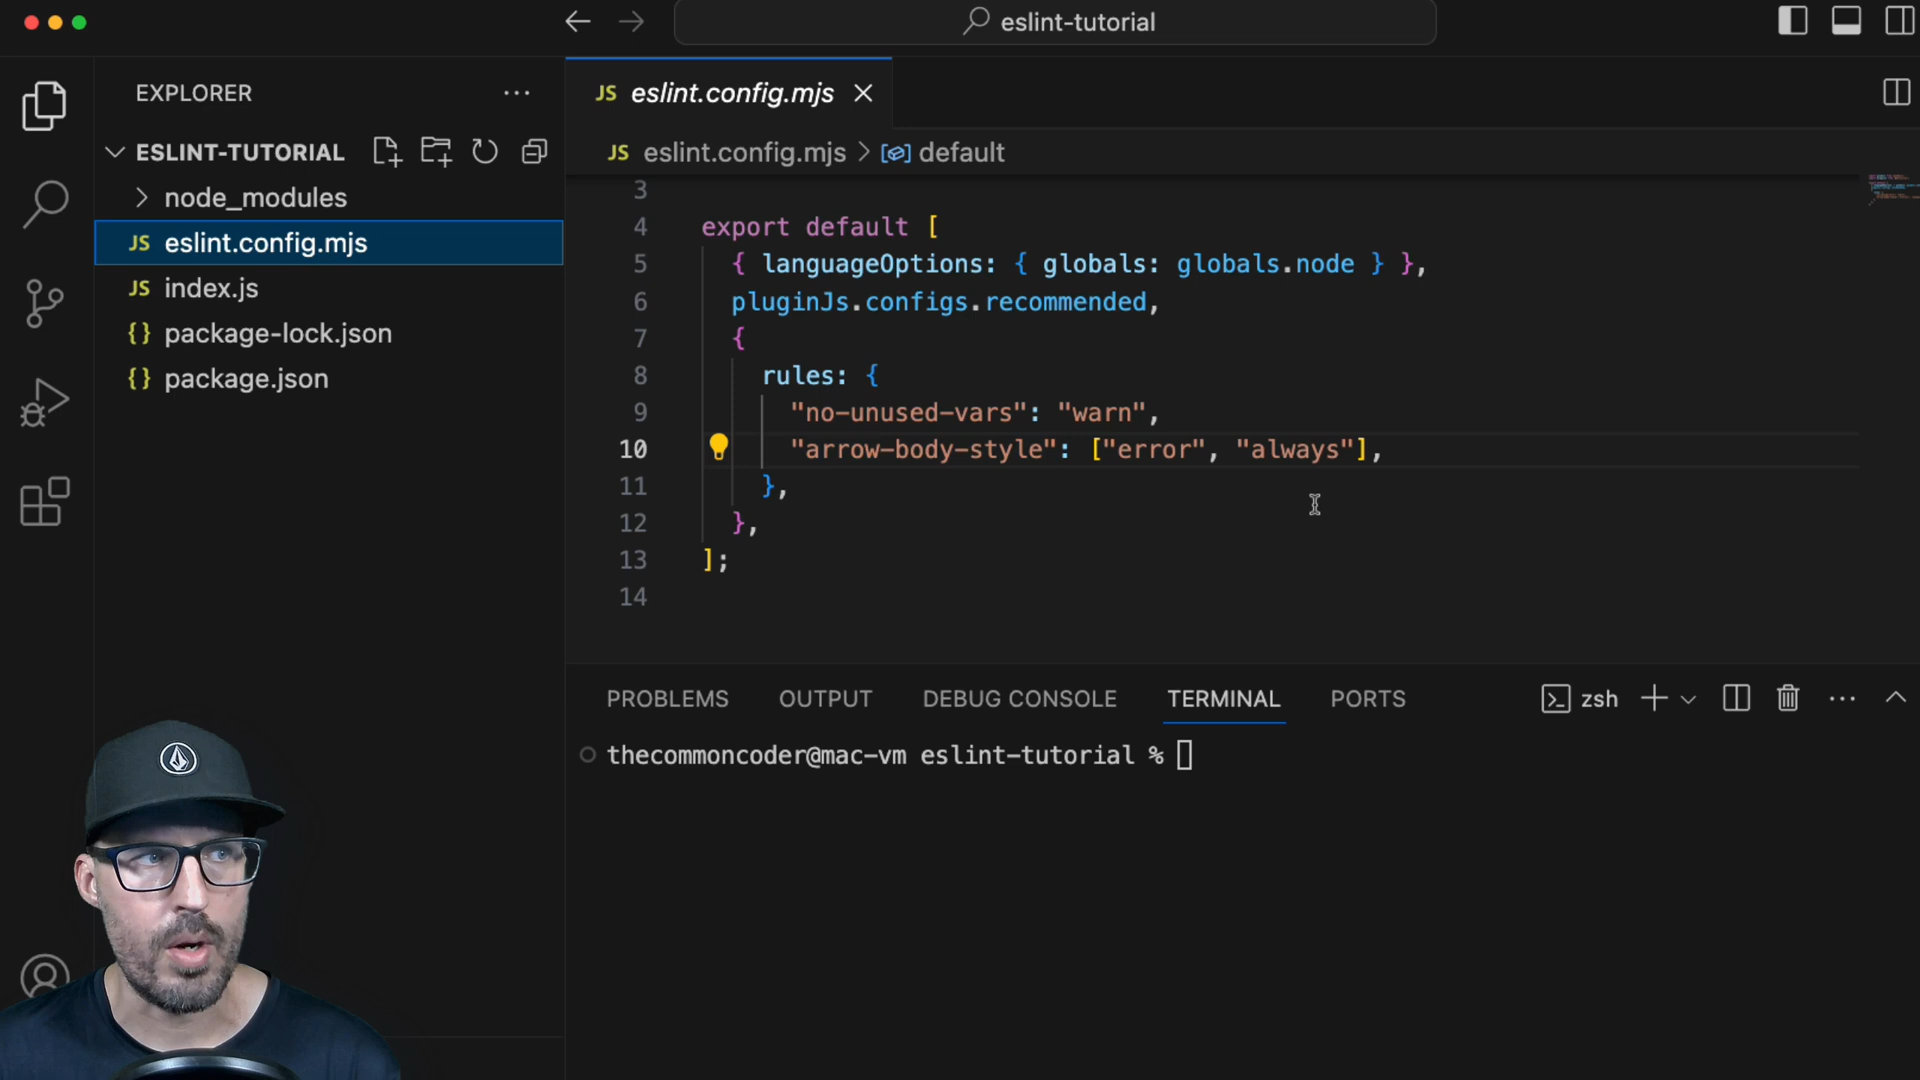 eslint-tutorial
EXPLORER
ESLINT-TUTORIAL
node_modules
JS eslint.config.mjs
JS index.js
{} package-lock.json
{} package.json
JS eslint.config.mjs
JS eslint.config.mjs > default
3
4 export default [
5 { languageOptions: { globals: globals.node } },
6 pluginJs.configs.recommended,
7 {
8 rules: {
9 "no-unused-vars": "warn",
10 "arrow-body-style": ["error", "always"],
11 },
12 },
13 ];
14
PROBLEMS OUTPUT DEBUG CONSOLE TERMINAL PORTS zsh
thecommoncoder@mac-vm eslint-tutorial %